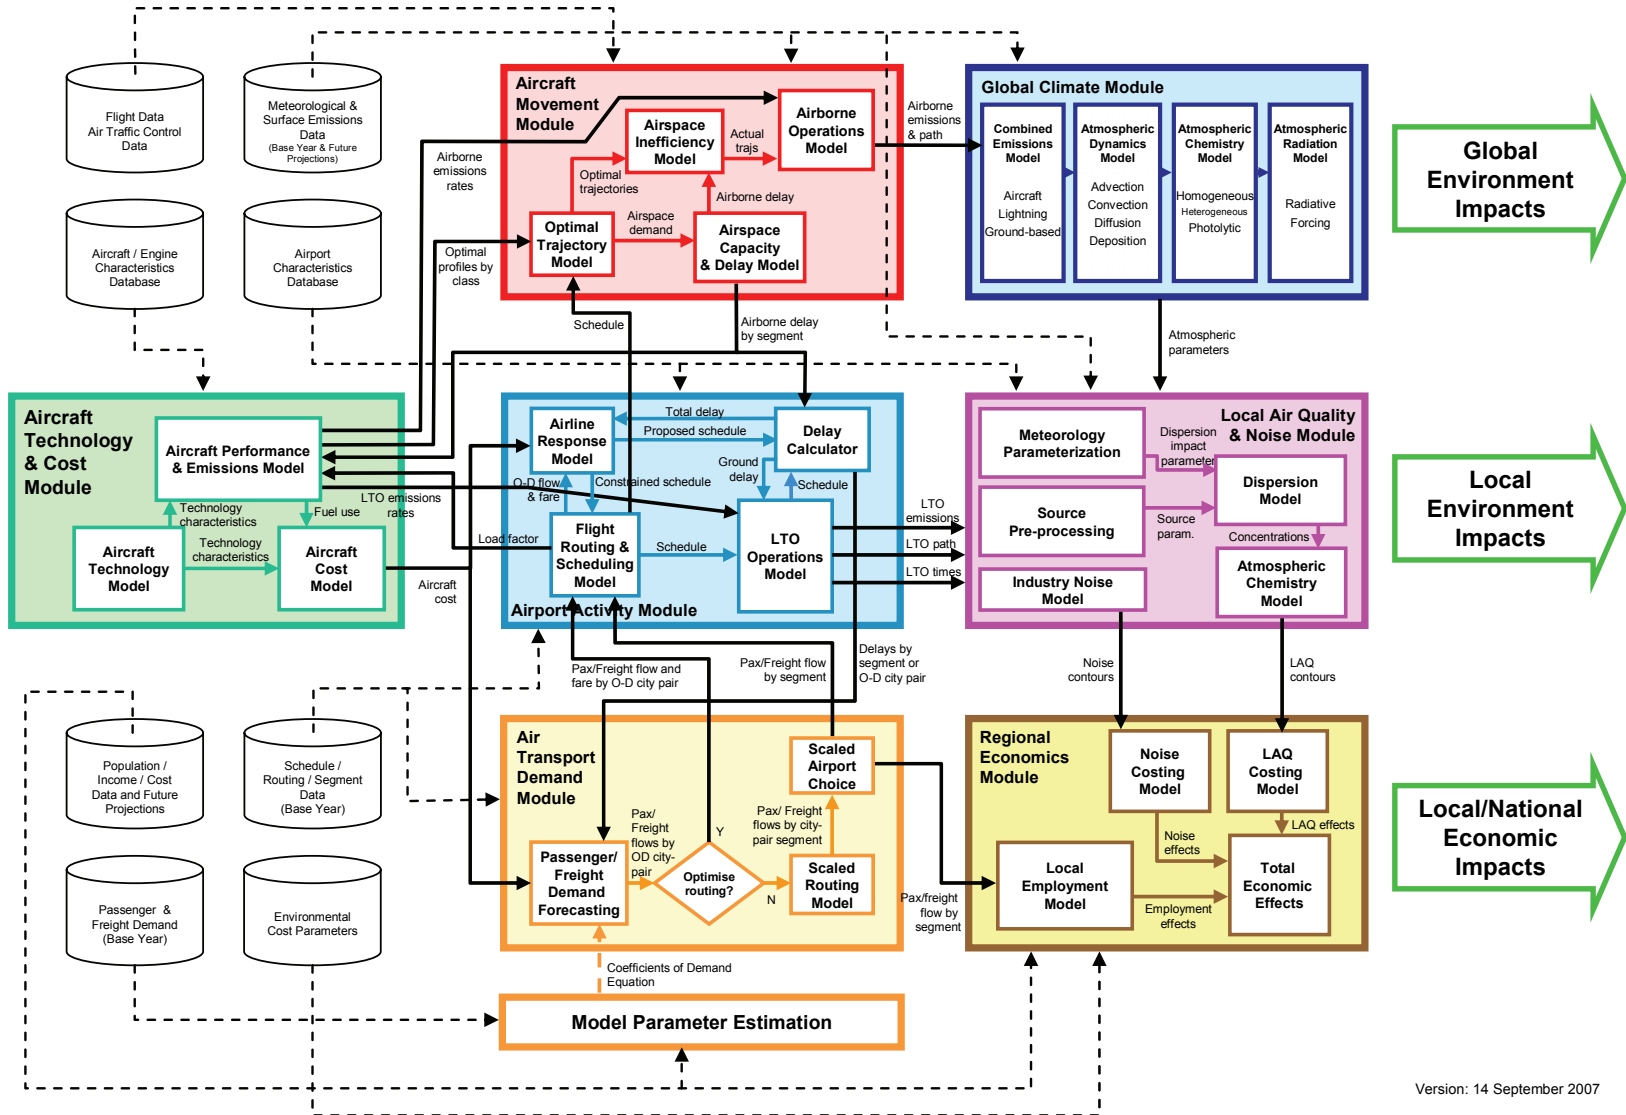 Flight Data
Air Traffic Control
Data
Meteorological &
Surface Emissions
Data
(Base Year & Future
Projections)
Aircraft / Engine
Characteristics
Database
Airport
Characteristics
Database
Airborne
emissions
rates
Optimal
profiles by
class
Aircraft
Movement
Module
Airspace
Inefficiency
Model
Actual
trajs
Airborne
Operations
Model
Optimal
trajectories
Airborne delay
Optimal
Trajectory
Model
Airspace
demand
Airspace
Capacity
& Delay Model
Airborne
emissions
& path
Schedule
Airborne delay
by segment
Global Climate Module
Combined
Emissions
Model
Aircraft
Lightning
Ground-based
Atmospheric
Dynamics
Model
Advection
Convection
Diffusion
Deposition
Atmospheric
Chemistry
Model
Homogeneous
Heterogeneous
Photolytic
Atmospheric
Radiation
Model
Radiative
Forcing
Atmospheric
parameters
Global
Environment
Impacts
Aircraft
Technology
& Cost
Module
Aircraft Performance
& Emissions Model
Technology
characteristics
Fuel use
LTO emissions
rates
Aircraft
Technology
Model
Technology
characteristics
Aircraft
Cost
Model
Load factor
Aircraft
cost
Airline
Response
Model
Total delay
Proposed schedule
Delay
Calculator
O-D flow
& fare
Constrained schedule
Ground
delay
Schedule
Flight
Routing &
Scheduling
Model
Schedule
LTO
Operations
Model
Airport Activity Module
LTO
emissions
LTO path
LTO times
Local Air Quality
& Noise Module
Meteorology
Parameterization
Dispersion
impact
parameter
Dispersion
Model
Source
Pre-processing
Source
param.
Concentrations
Industry Noise
Model
Atmospheric
Chemistry
Model
Noise
contours
LAQ
contours
Local
Environment
Impacts
Pax/Freight flow and
fare by O-D city pair
Pax/Freight flow
by segment
Delays by
segment or
O-D city pair
Population /
Income / Cost
Data and Future
Projections
Schedule /
Routing / Segment
Data
(Base Year)
Passenger &
Freight Demand
(Base Year)
Environmental
Cost Parameters
Air
Transport
Demand
Module
Scaled
Airport
Choice
Pax/
Freight
flows by
OD city-
pair
Y
Pax/ Freight
flows by city-
pair segment
Passenger/
Freight
Demand
Forecasting
Optimise
routing?
N
Scaled
Routing
Model
Pax/freight
flow by
segment
Coefficients of Demand
Equation
Model Parameter Estimation
Regional
Economics
Module
Noise
Costing
Model
LAQ
Costing
Model
Noise
effects
LAQ effects
Local
Employment
Model
Employment
effects
Total
Economic
Effects
Local/National
Economic
Impacts
Version: 14 September 2007